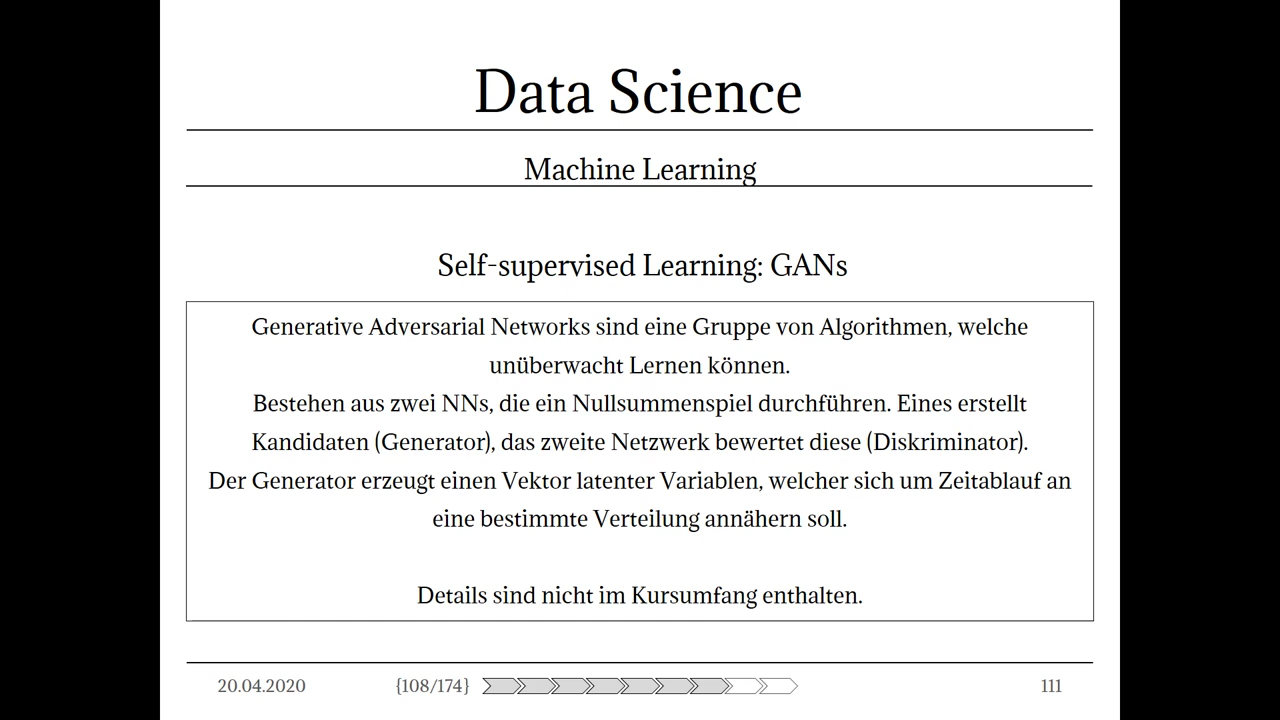 Data Science
Machine Learning
Self-supervised Learning: GANs
Generative Adversarial Networks sind eine Gruppe von Algorithmen, welche
unüberwacht Lernen können.
Bestehen aus zwei NNs, die ein Nullsummenspiel durchführen. Eines erstellt
Kandidaten (Generator), das zweite Netzwerk bewertet diese (Diskriminator).
Der Generator erzeugt einen Vektor latenter Variablen, welcher sich um Zeitablauf an
eine bestimmte Verteilung annähern soll.
Details sind nicht im Kursumfang enthalten.
20.04.2020 {108/174} 111